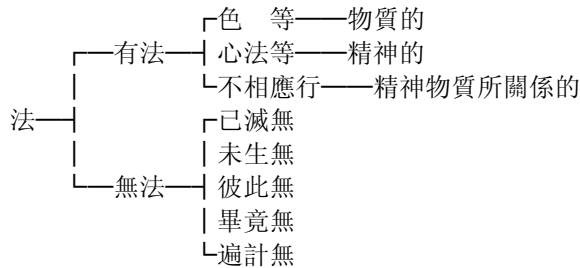 色　等——物質的
有法　心法等——精神的
不相應行——精神物質所關係的
法　已滅無
未生無
無法　彼此無
畢竟無
遍計無